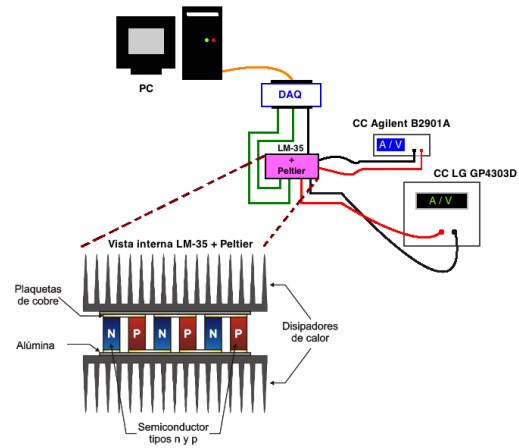 PC
DAQ
CC Agilent B2901A
A / V
LM-35
+
Peltier
CC LG GP4303D
A / V
Vista interna LM-35 + Peltier
Plaquetas
de cobre
N P N P N P
Alúmina
Disipadores
de calor
Semiconductor
tipos n y p